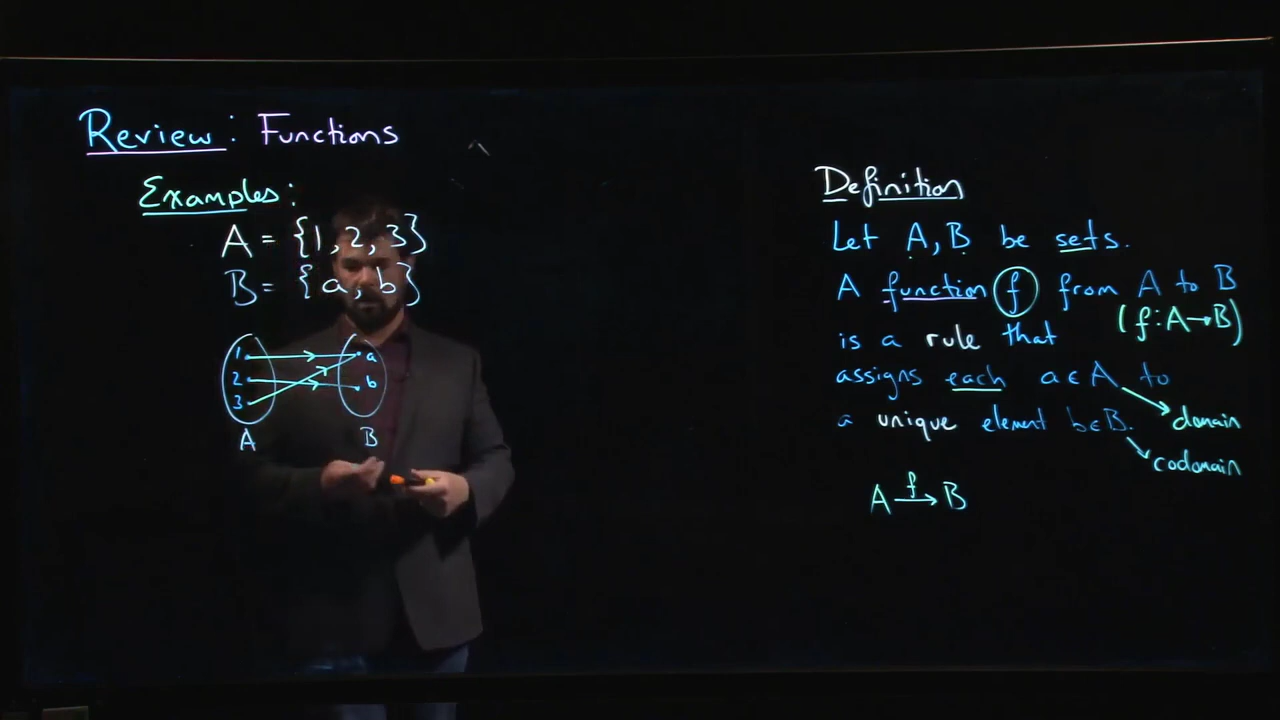 Review: Functions
Examples:
A = {1, 2, 3}
B = {a, b}
1 a
2 b
3
A B
Definition
Let A, B be sets.
A function f from A to B
(f: A→B)
is a rule that
assigns each a ∈ A to
domain
a unique element b ∈ B.
codomain
A →f B